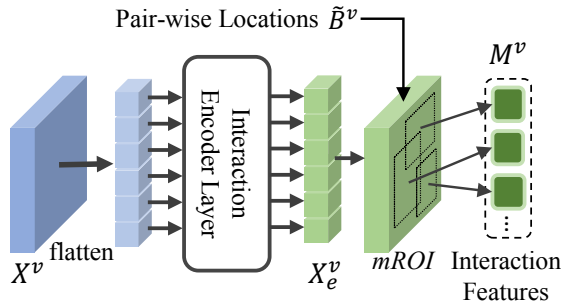 Pair-wise Locations B̃ᵛ
Mᵛ
Interaction
Encoder Layer
flatten
Xᵛ
Xₑᵛ
mROI
Interaction
Features